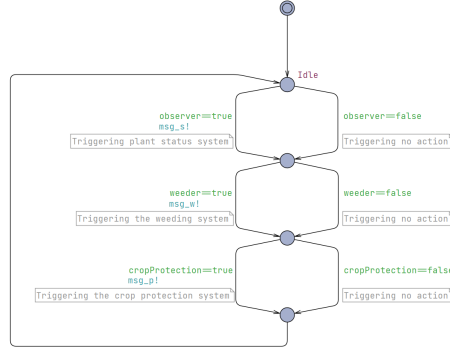 Idle
observer==true
observer==false
msg_s!
Triggering plant status system
Triggering no action
weeder==true
weeder==false
msg_w!
Triggering the weeding system
Triggering no action
cropProtection==true
cropProtection==false
msg_p!
Triggering the crop protection system
Triggering no action